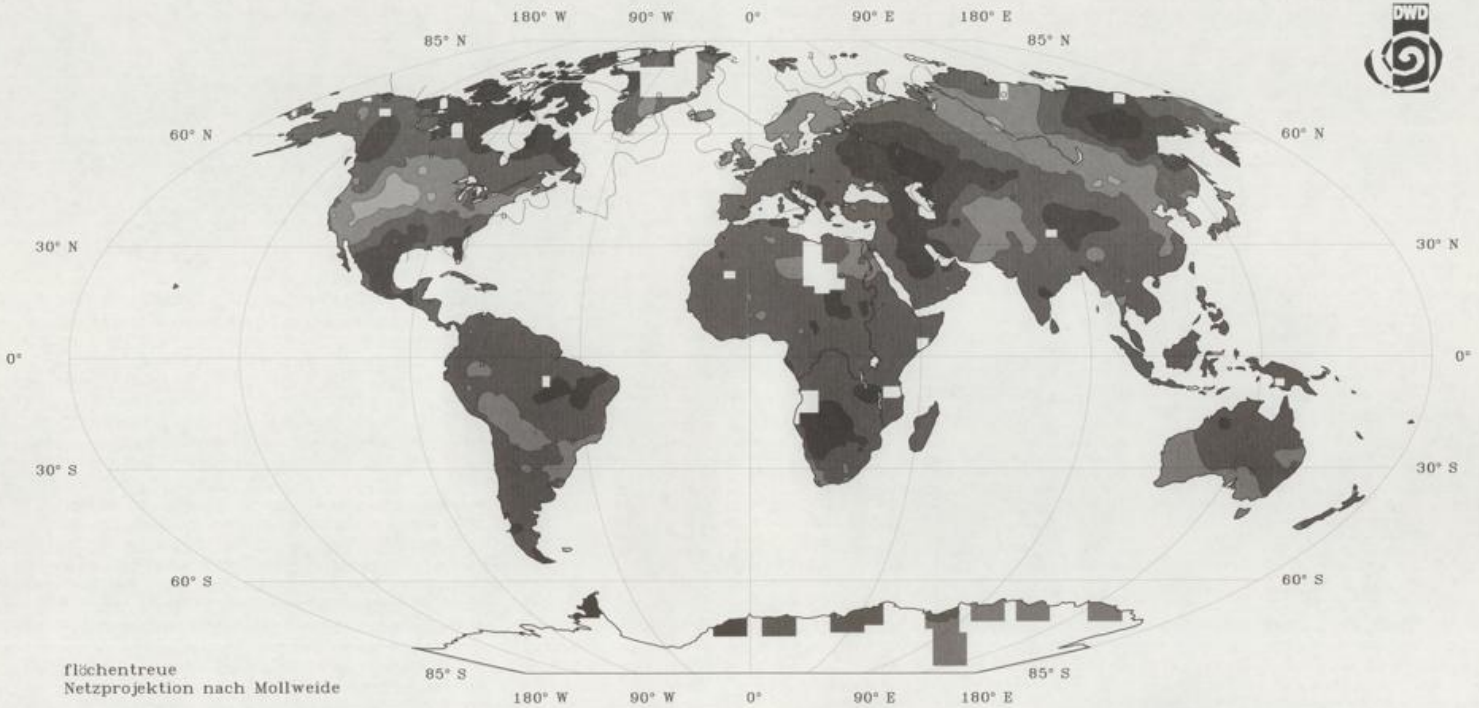 180° W 90° W 0° 90° E 180° E
DWD
85° N 85° N
60° N 60° N
30° N 30° N
0° 0°
30° S 30° S
60° S 60° S
flächentreue
Netzprojektion nach Mollweide
85° S 85° S
180° W 90° W 0° 90° E 180° E